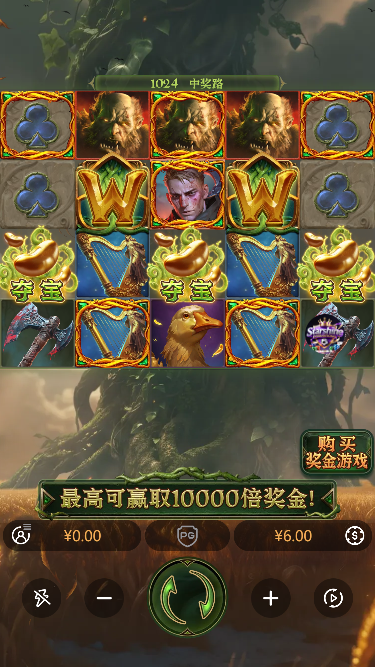 1024 中奖路
W W
夺宝 夺宝 夺宝
Starshine
购买
奖金游戏
最高可赢取10000倍奖金!
¥0.00 PG ¥6.00